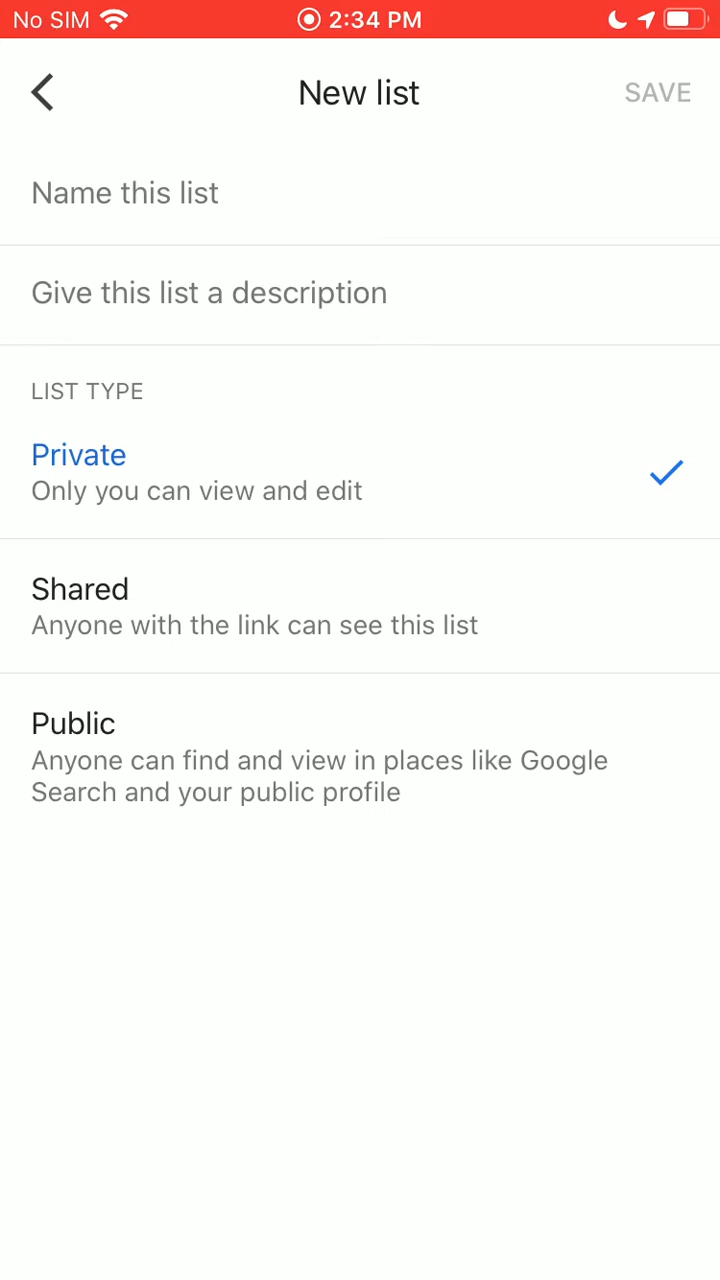 No SIM 2:34 PM
New list SAVE
Name this list
Give this list a description
LIST TYPE
Private
Only you can view and edit
Shared
Anyone with the link can see this list
Public
Anyone can find and view in places like Google
Search and your public profile